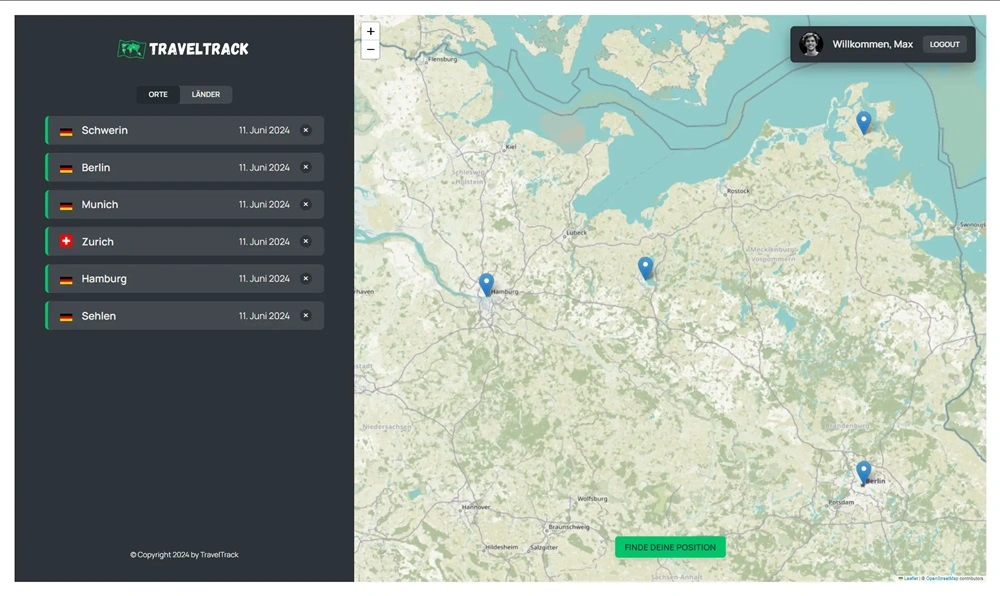 TRAVELTRACK
ORTE LÄNDER
Schwerin 11. Juni 2024 ×
Berlin 11. Juni 2024 ×
Munich 11. Juni 2024 ×
Zurich 11. Juni 2024 ×
Hamburg 11. Juni 2024 ×
Sehlen 11. Juni 2024 ×
© Copyright 2024 by TravelTrack
+
−
Willkommen, Max LOGOUT
Flensburg
Kiel
Schleswig-
Holstein
Rostock
Lübeck
Mecklenburg-
Vorpommern
Hamburg
Niedersachsen
Brandenburg
Berlin
Potsdam
Wolfsburg
Hannover
Braunschweig
Hildesheim
Salzgitter
FINDE DEINE POSITION
Sachsen-Anhalt
Leaflet | © OpenStreetMap contributors